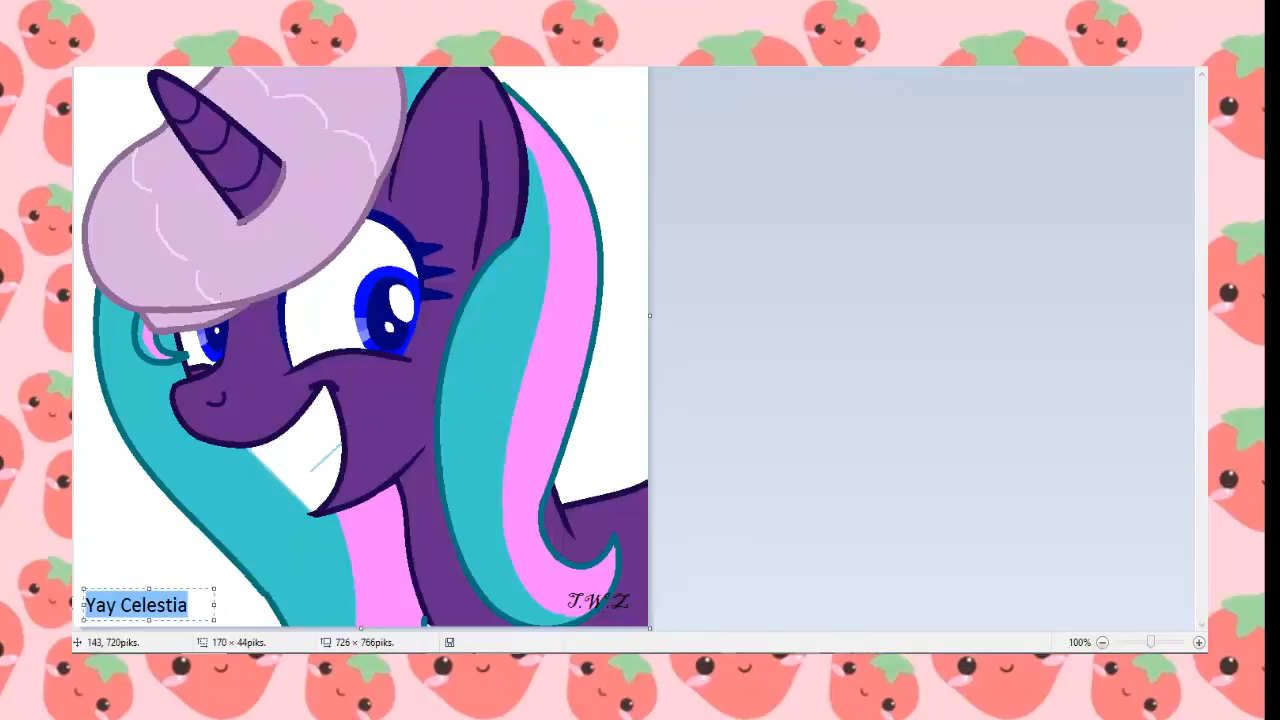 Yay Celestia
T.W.Z
143, 720piks.
170 × 44piks.
726 × 766piks.
100%